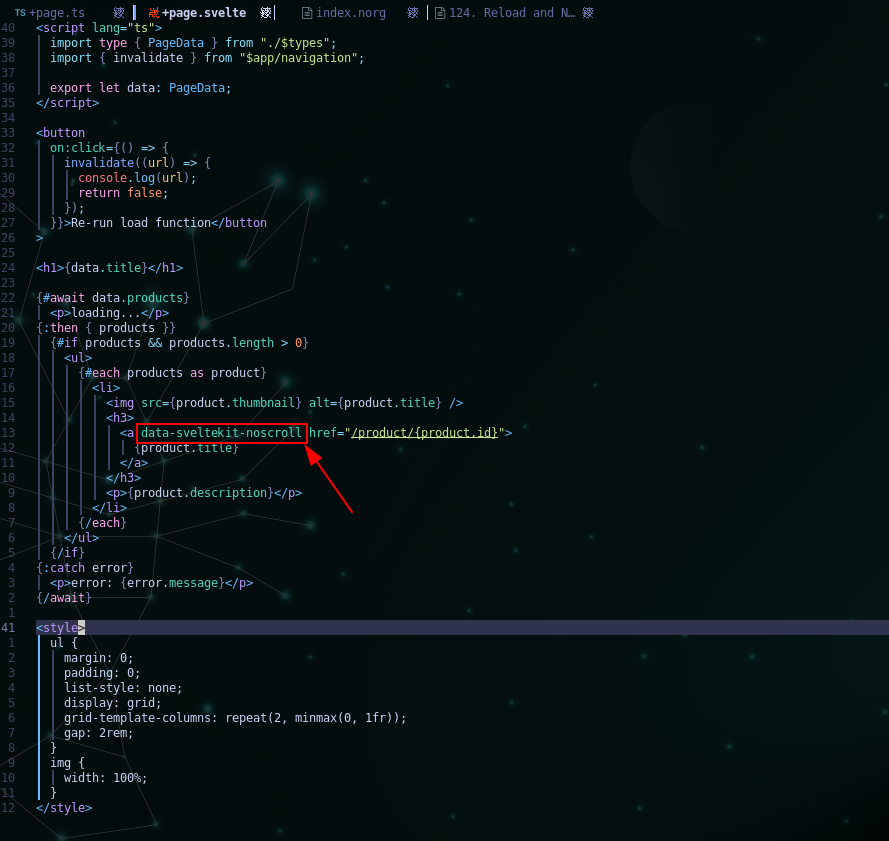 TS +page.ts +page.svelte index.norg 124. Reload and N…
40 <script lang="ts">
39 import type { PageData } from "./$types";
38 import { invalidate } from "$app/navigation";
37
36 export let data: PageData;
35 </script>
34
33 <button
32 on:click={() => {
31 invalidate((url) => {
30 console.log(url);
29 return false;
28 });
27 }}>Re-run load function</button
26 >
25
24 <h1>{data.title}</h1>
23
22 {#await data.products}
21 <p>loading...</p>
20 {:then { products }}
19 {#if products && products.length > 0}
18 <ul>
17 {#each products as product}
16 <li>
15 <img src={product.thumbnail} alt={product.title} />
14 <h3>
13 <a data-sveltekit-noscroll href="/product/{product.id}">
12 {product.title}
11 </a>
10 </h3>
9 <p>{product.description}</p>
8 </li>
7 {/each}
6 </ul>
5 {/if}
4 {:catch error}
3 <p>error: {error.message}</p>
2 {/await}
1
41 <style>
1 ul {
2 margin: 0;
3 padding: 0;
4 list-style: none;
5 display: grid;
6 grid-template-columns: repeat(2, minmax(0, 1fr));
7 gap: 2rem;
8 }
9 img {
10 width: 100%;
11 }
12 </style>